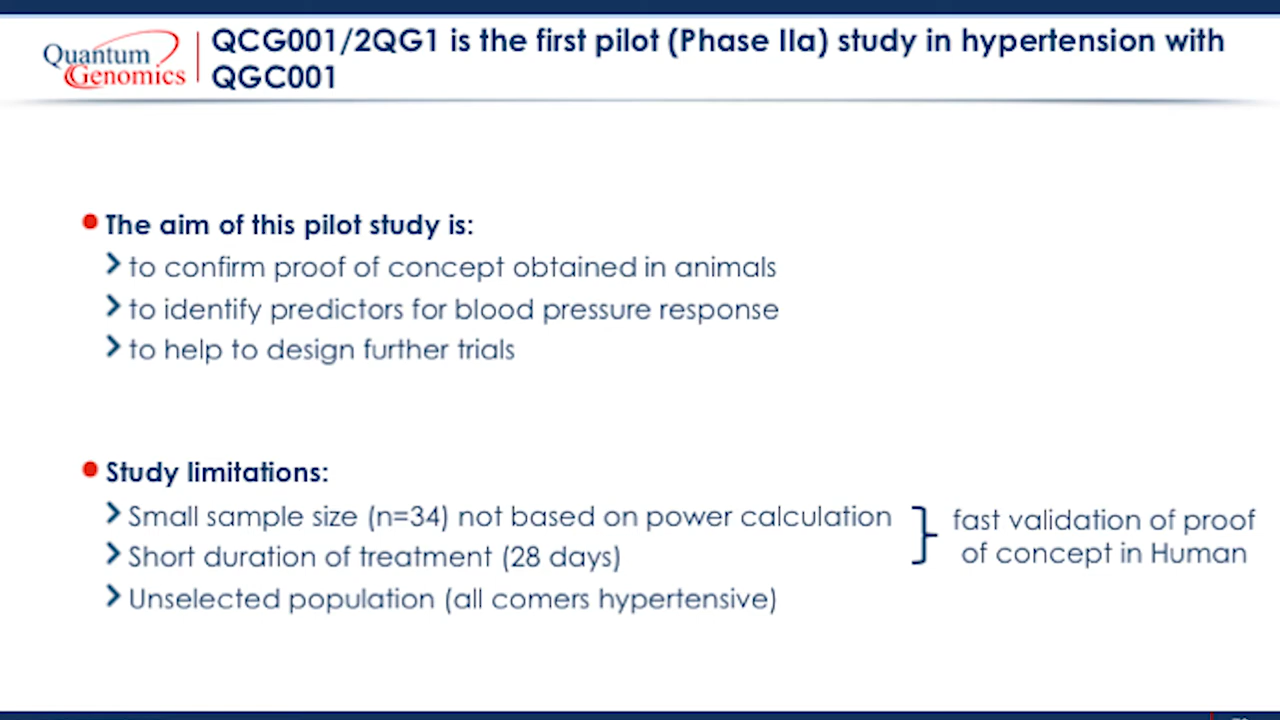 Quantum
Genomics
QCG001/2QG1 is the first pilot (Phase IIa) study in hypertension with
QGC001
The aim of this pilot study is:
to confirm proof of concept obtained in animals
to identify predictors for blood pressure response
to help to design further trials
Study limitations:
Small sample size (n=34) not based on power calculation
Short duration of treatment (28 days)
Unselected population (all comers hypertensive)
fast validation of proof
of concept in Human